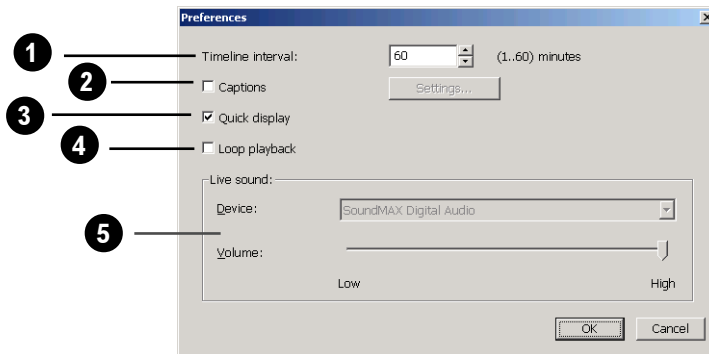 Preferences
1 Timeline interval: 60 (1..60) minutes
2 Captions Settings...
3 Quick display
4 Loop playback
Live sound:
Device: SoundMAX Digital Audio
5
Volume:
Low High
OK Cancel